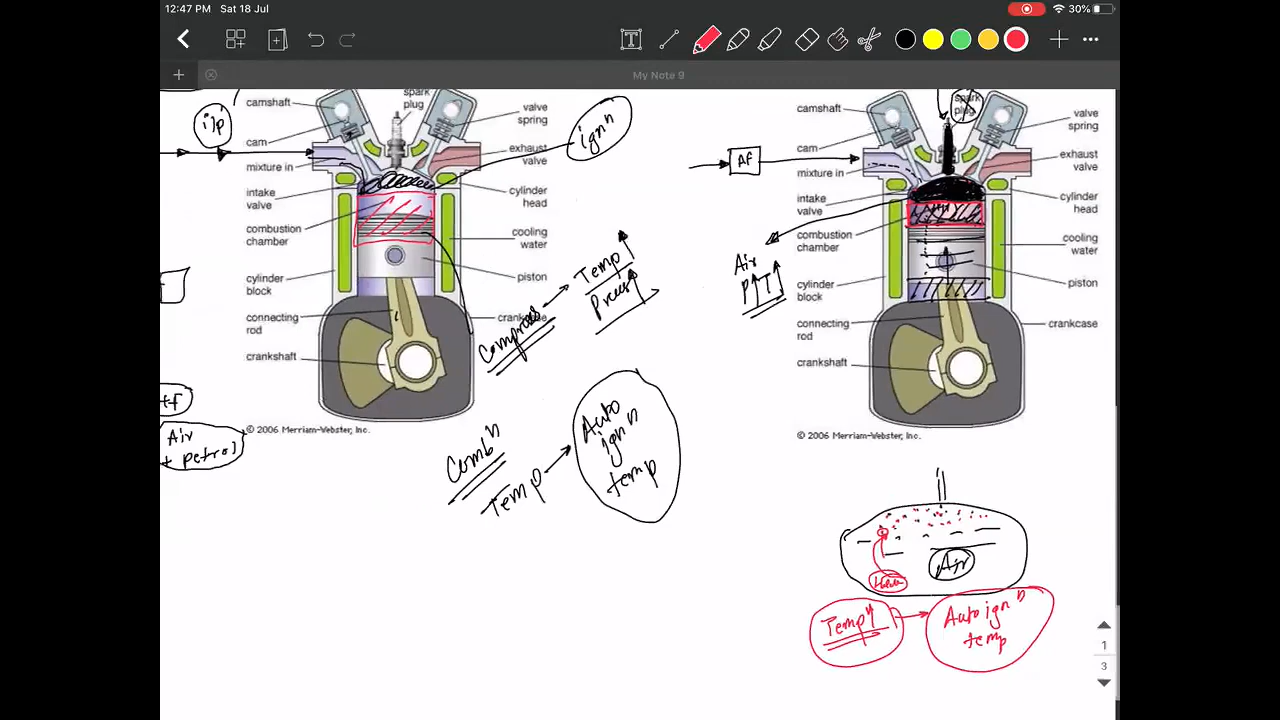 12:47 PM Sat 18 Jul
30%
My Note 9
i/p
camshaft
cam
mixture in
intake
valve
combustion
chamber
cylinder
block
connecting
rod
crankshaft
spark
plug
valve
spring
exhaust
valve
cylinder
head
cooling
water
piston
crankcase
© 2006 Merriam-Webster, Inc.
ignⁿ
Compress
Temp↑
Press↑
+f
Air
+ petrol
Combⁿ
Temp
Auto
ignⁿ
temp
AF
Air
P↑T↑
camshaft
cam
mixture in
intake
valve
combustion
chamber
cylinder
block
connecting
rod
crankshaft
spark
plug
valve
spring
exhaust
valve
cylinder
head
cooling
water
piston
crankcase
© 2006 Merriam-Webster, Inc.
Air
Temp↑
Auto ignⁿ
temp
1
3